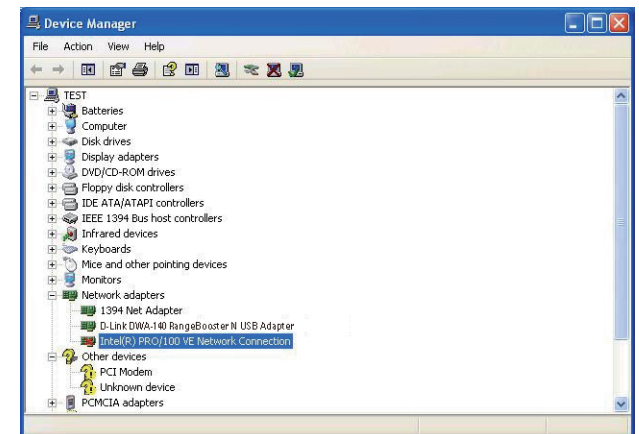 Device Manager
File Action View Help
TEST
Batteries
Computer
Disk drives
Display adapters
DVD/CD-ROM drives
Floppy disk controllers
IDE ATA/ATAPI controllers
IEEE 1394 Bus host controllers
Infrared devices
Keyboards
Mice and other pointing devices
Monitors
Network adapters
1394 Net Adapter
D-Link DWA-140 RangeBooster N USB Adapter
Intel(R) PRO/100 VE Network Connection
Other devices
PCI Modem
Unknown device
PCMCIA adapters